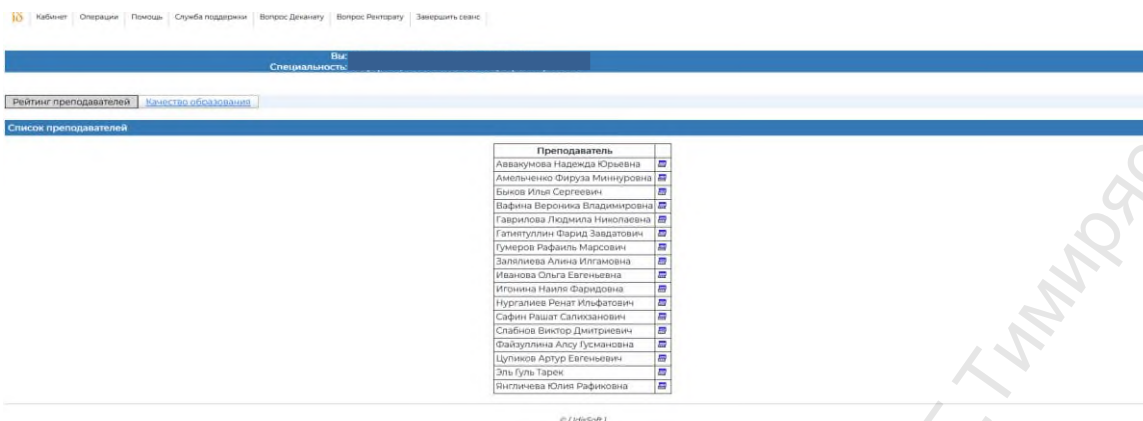 Кабинет Операции Помощь Служба поддержки Вопрос Деканату Вопрос Ректорату Завершить сеанс
Вы:
Специальность:
Рейтинг преподавателей Качество образования
Список преподавателей
Преподаватель
Аввакумова Надежда Юрьевна
Амельченко Фируза Миннуровна
Быков Илья Сергеевич
Вафина Вероника Владимировна
Гаврилова Людмила Николаевна
Гатиятуллин Фарид Завдатович
Гумеров Рафаиль Марсович
Залялиева Алина Илгамовна
Иванова Ольга Евгеньевна
Игонина Наиля Фаридовна
Нургалиев Ренат Ильфатович
Сафин Рашат Салихзанович
Слабнов Виктор Дмитриевич
Файзуллина Алсу Гусмановна
Цупиков Артур Евгеньевич
Эль Гуль Тарек
Янгличева Юлия Рафиковна